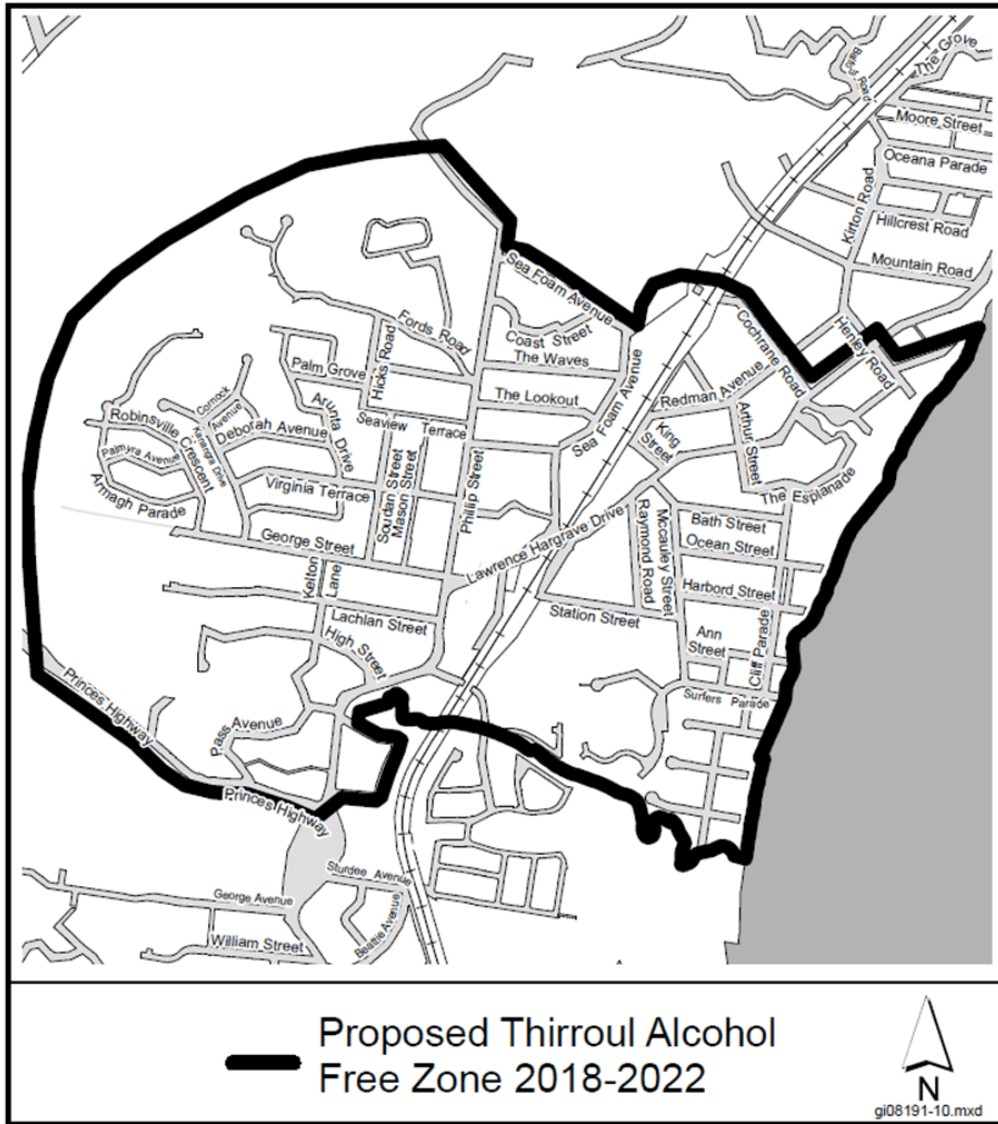 The Grove
Baths Road
Moore Street
Oceana Parade
Kirton Road
Hillcrest Road
Mountain Road
Sea Foam Avenue
Cochrane Road
Henley Road
Fords Road
Coast Street
The Waves
Hicks Road
Palm Grove
The Lookout
Sea Foam Avenue
Redman Avenue
Cornock
Avenue
Arunta Drive
Seaview Terrace
Arthur Street
King
Street
Robinsville Crescent
Kanangra Drive
Deborah Avenue
Palmyra Avenue
Armagh Parade
Virginia Terrace
Soudan Street
Mason Street
Phillip Street
The Esplanade
Lawrence Hargrave Drive
Raymond Road
Mccauley Street
Bath Street
Ocean Street
George Street
Kelton
Lane
Harbord Street
Station Street
Lachlan Street
High Street
Ann
Street
Cliff Parade
Surfers Parade
Princes Highway
Pass Avenue
Princes Highway
Sturdee Avenue
George Avenue
Beattie Avenue
William Street
Proposed Thirroul Alcohol
Free Zone 2018-2022
N
gi08191-10.mxd